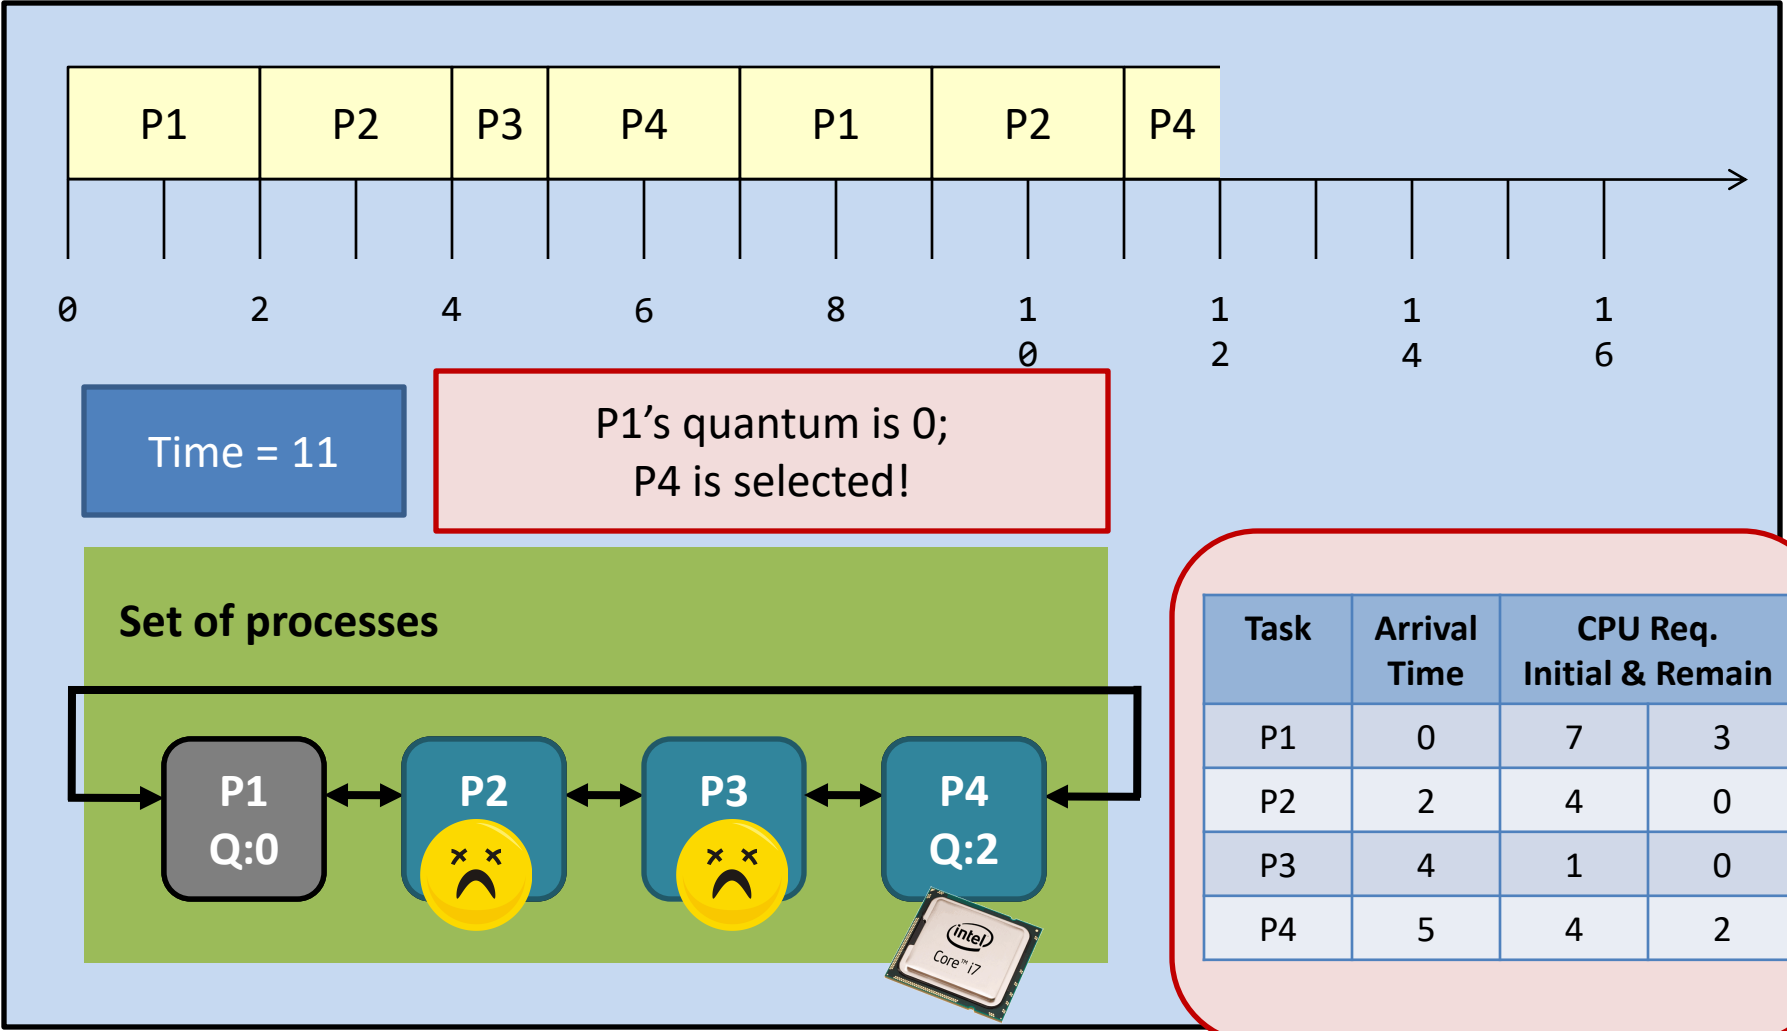 P1 P2 P3 P4 P1 P2 P4
0 2 4 6 8 1 1 1 1
0 2 4 6
Time = 11
P1’s quantum is 0;
P4 is selected!
Set of processes
P1 P2 P3 P4
Q:0 Q:2
intel
Core™ i7
Task Arrival CPU Req.
Time Initial & Remain
P1 0 7 3
P2 2 4 0
P3 4 1 0
P4 5 4 2